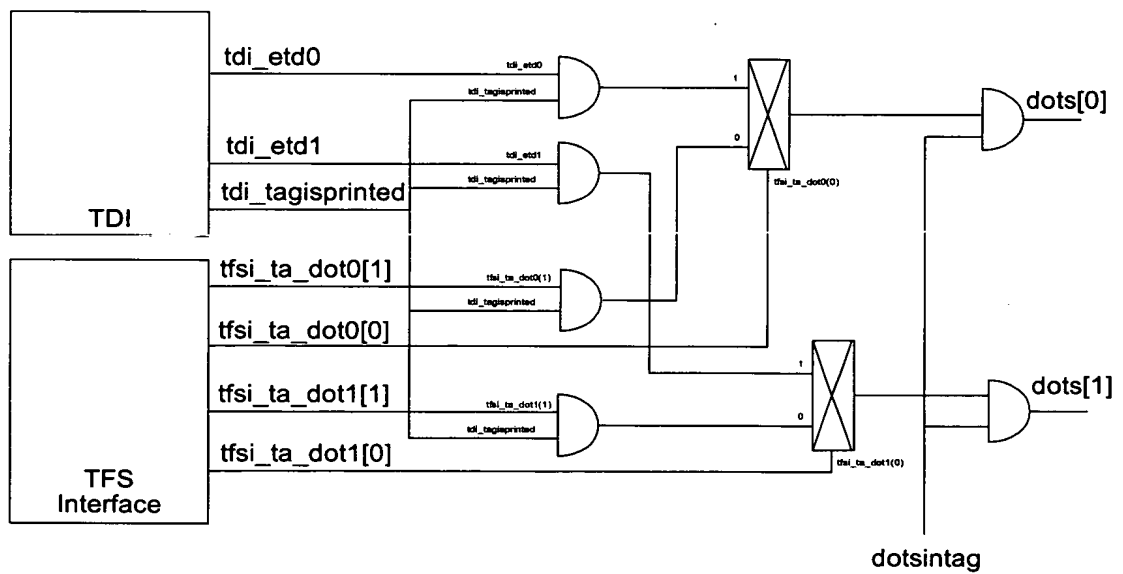 tdi_etd0
tdi_etd0
tdi_tagisprinted
1
dots[0]
tdi_etd1
tdi_etd1
0
tdi_tagisprinted
tdi_tagisprinted
tfsi_ta_dot0(0)
TDI
tfsi_ta_dot0[1]
tfsi_ta_dot0(1)
tdi_tagisprinted
tfsi_ta_dot0[0]
1
tfsi_ta_dot1[1]
tfsi_ta_dot1(1)
0
dots[1]
tdi_tagisprinted
tfsi_ta_dot1[0]
tfsi_ta_dot1(0)
TFS
Interface
dotsintag